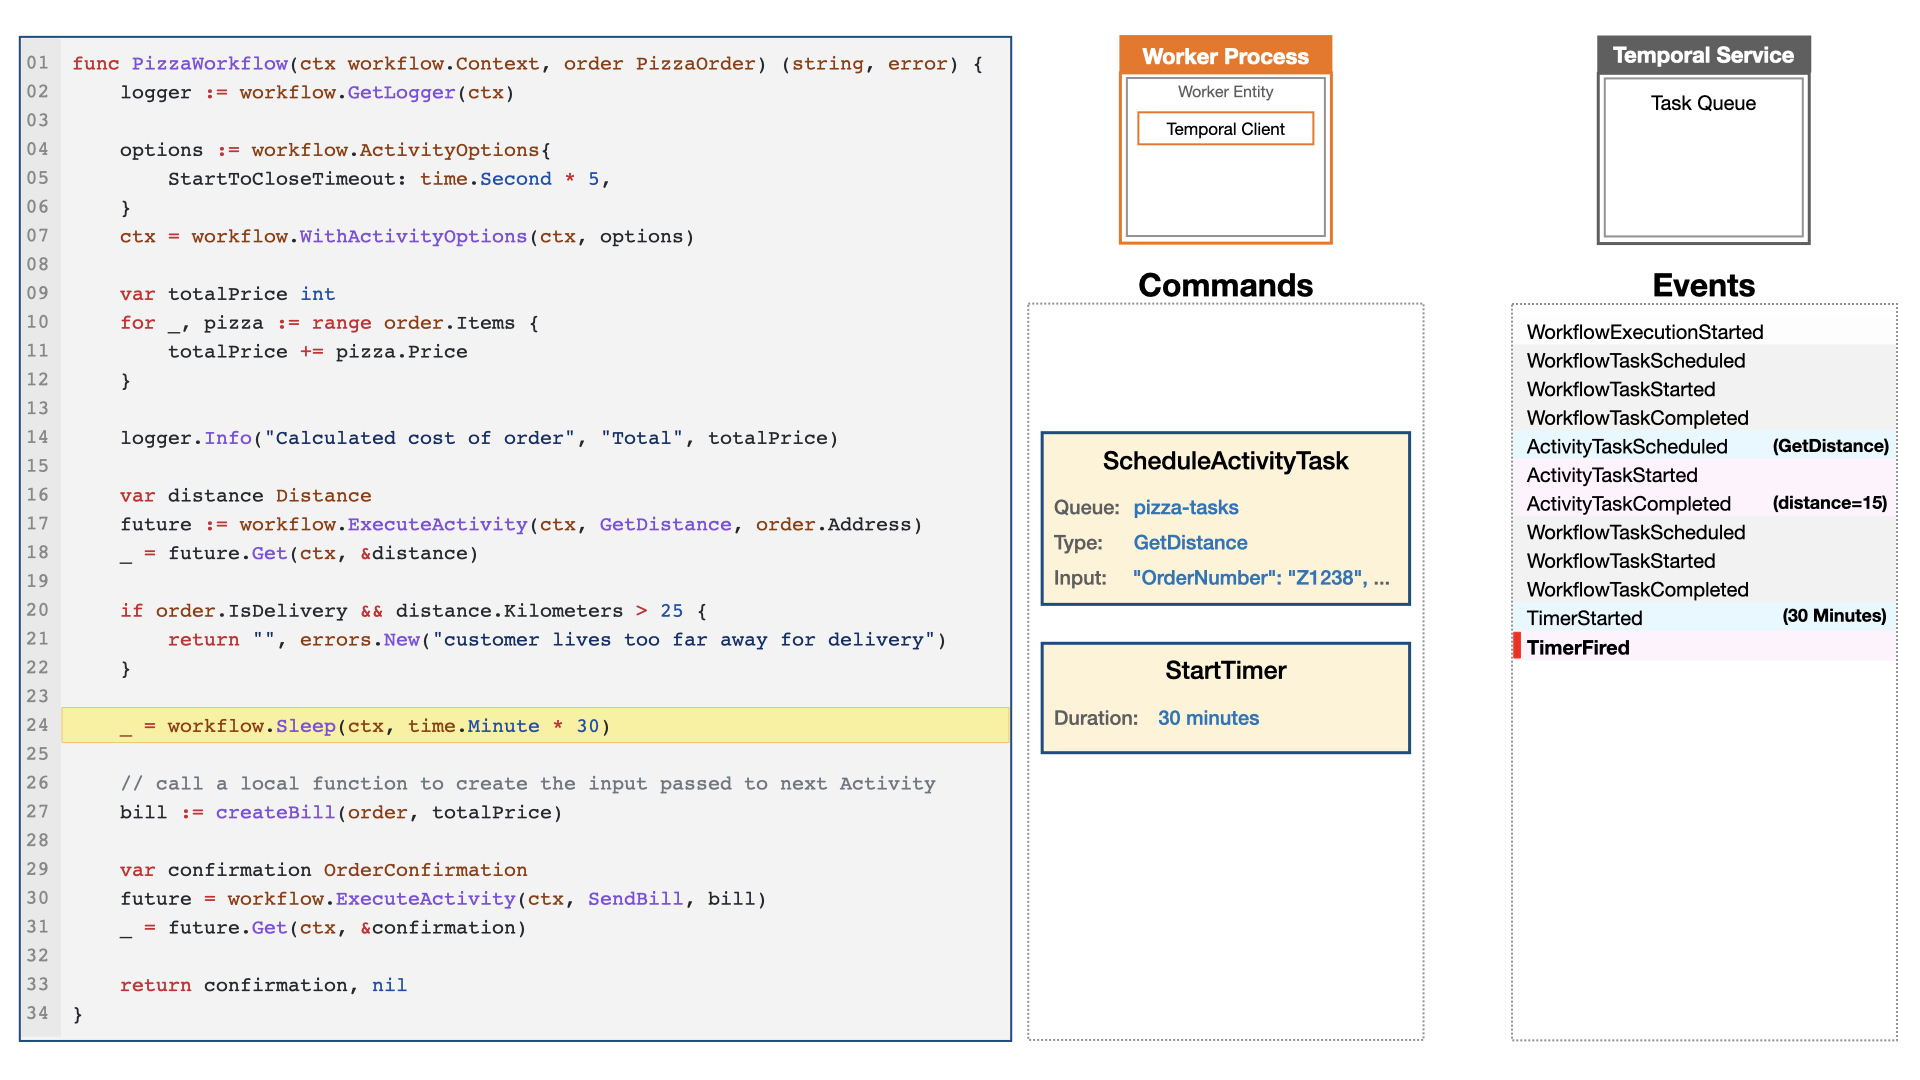 01 func PizzaWorkflow(ctx workflow.Context, order PizzaOrder) (string, error) {
02     logger := workflow.GetLogger(ctx)
03
04     options := workflow.ActivityOptions{
05         StartToCloseTimeout: time.Second * 5,
06     }
07     ctx = workflow.WithActivityOptions(ctx, options)
08
09     var totalPrice int
10     for _, pizza := range order.Items {
11         totalPrice += pizza.Price
12     }
13
14     logger.Info("Calculated cost of order", "Total", totalPrice)
15
16     var distance Distance
17     future := workflow.ExecuteActivity(ctx, GetDistance, order.Address)
18     _ = future.Get(ctx, &distance)
19
20     if order.IsDelivery && distance.Kilometers > 25 {
21         return "", errors.New("customer lives too far away for delivery")
22     }
23
24     _ = workflow.Sleep(ctx, time.Minute * 30)
25
26     // call a local function to create the input passed to next Activity
27     bill := createBill(order, totalPrice)
28
29     var confirmation OrderConfirmation
30     future = workflow.ExecuteActivity(ctx, SendBill, bill)
31     _ = future.Get(ctx, &confirmation)
32
33     return confirmation, nil
34 }
Worker Process
Worker Entity
Temporal Client
Commands
ScheduleActivityTask
Queue: pizza-tasks
Type: GetDistance
Input: "OrderNumber": "Z1238", ...
StartTimer
Duration: 30 minutes
Temporal Service
Task Queue
Events
WorkflowExecutionStarted
WorkflowTaskScheduled
WorkflowTaskStarted
WorkflowTaskCompleted
ActivityTaskScheduled (GetDistance)
ActivityTaskStarted
ActivityTaskCompleted (distance=15)
WorkflowTaskScheduled
WorkflowTaskStarted
WorkflowTaskCompleted
TimerStarted (30 Minutes)
TimerFired